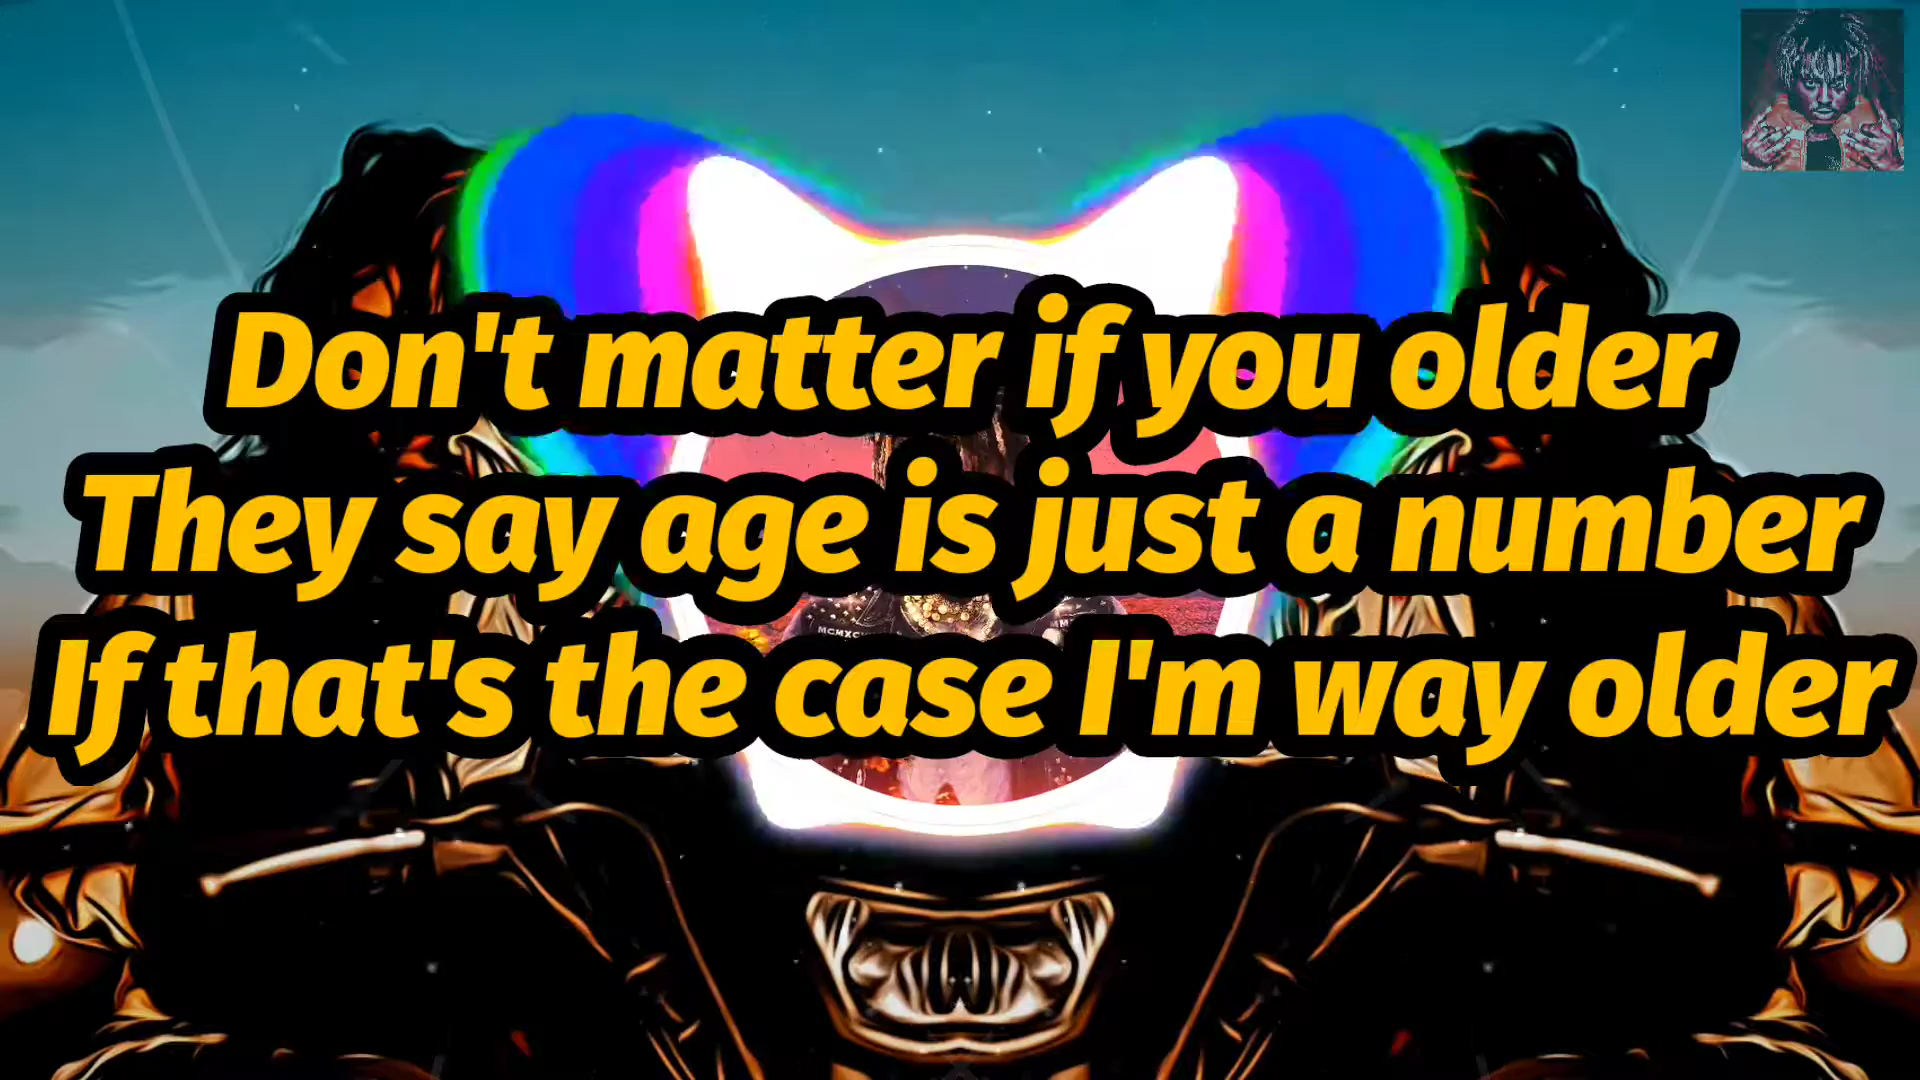 Don't matter if you older
They say age is just a number
If that's the case I'm way older